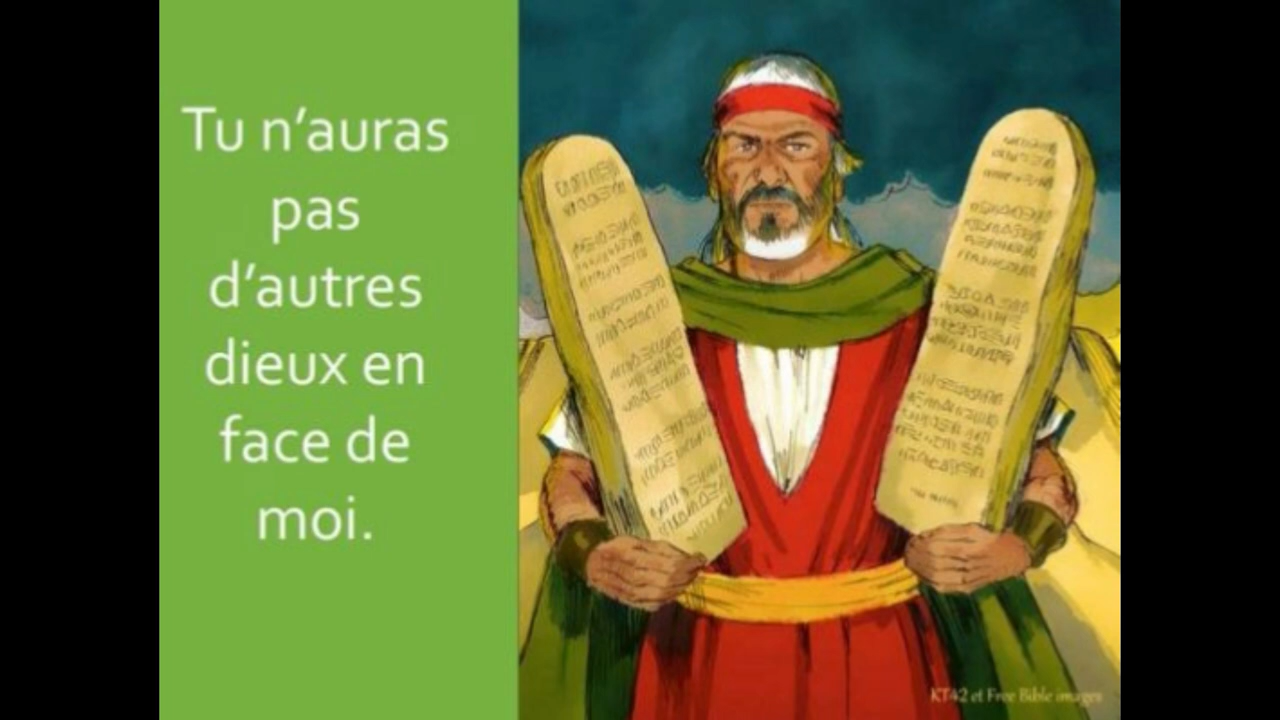 Tu n’auras
pas
d’autres
dieux en
face de
moi.
KT42 et Free Bible images